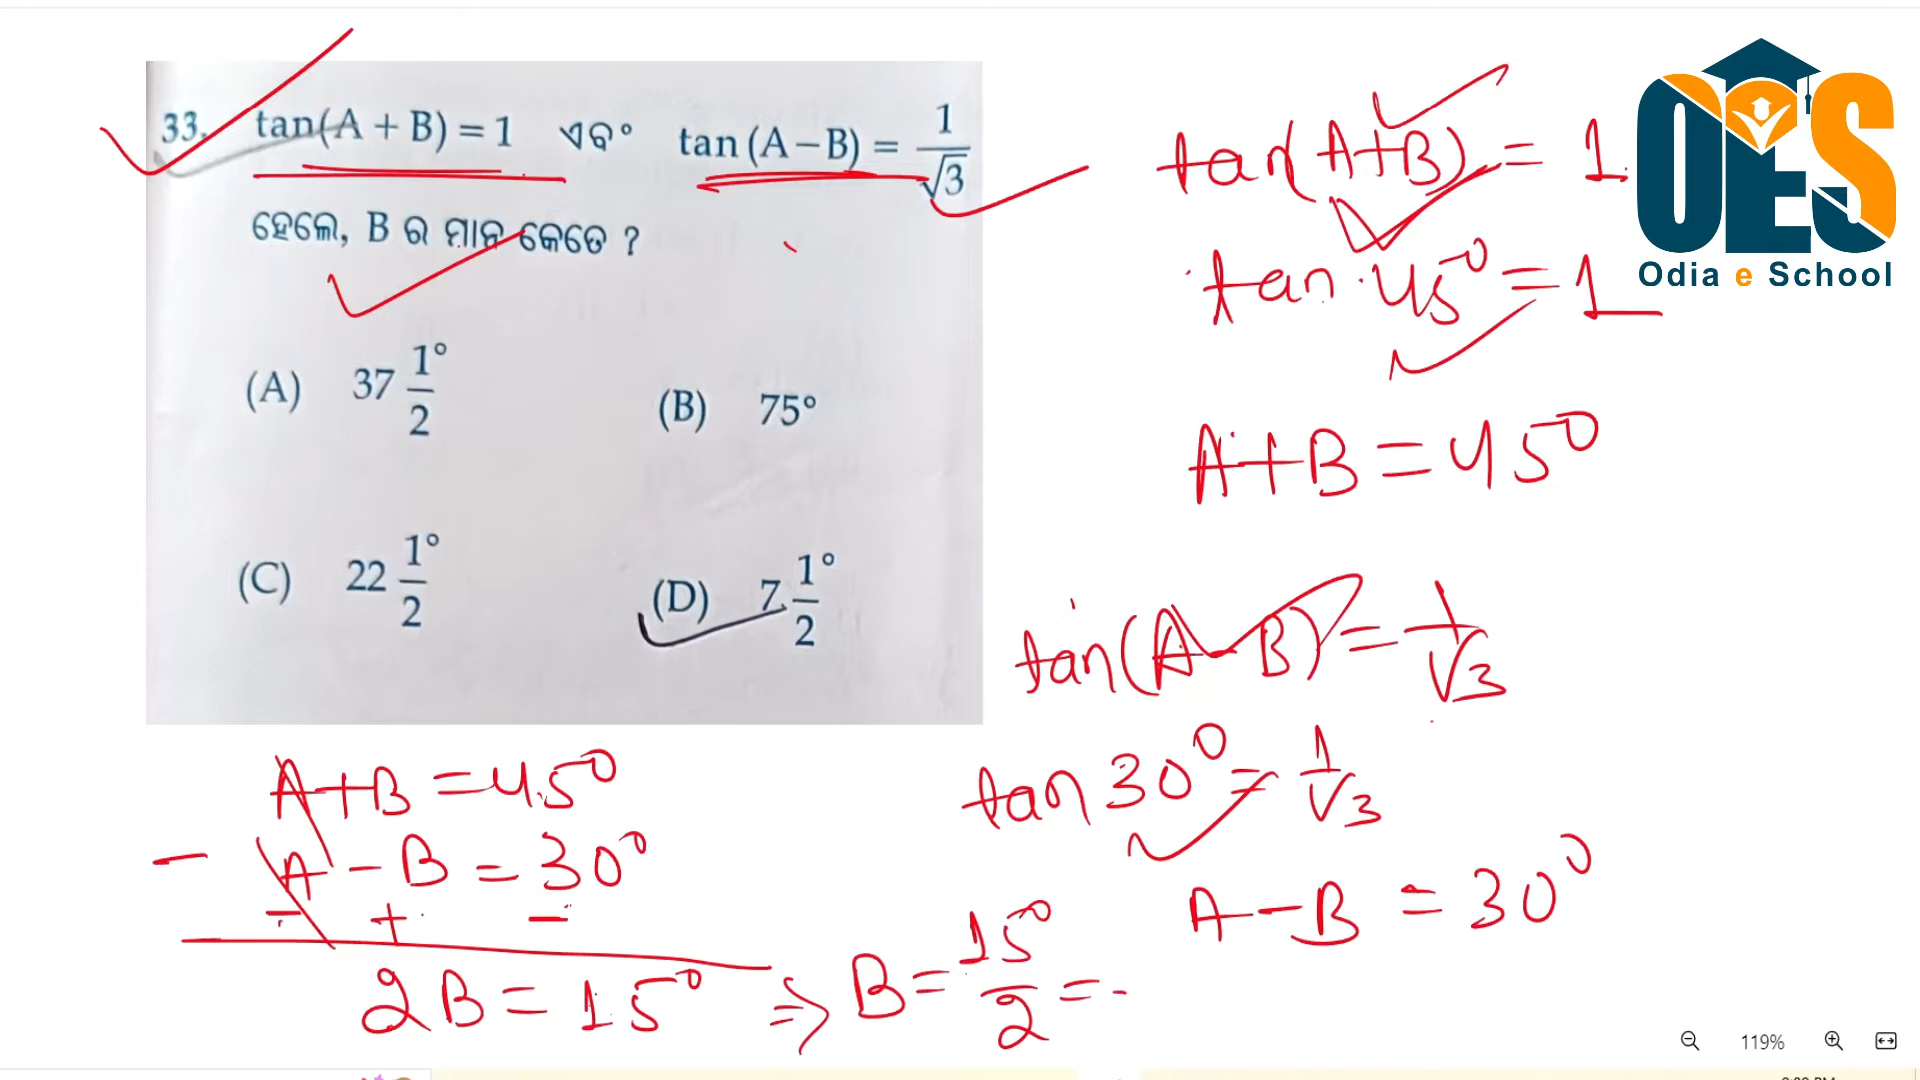 33. tan(A + B) = 1 ଏବଂ tan (A – B) = 1/√3
ହେଲେ, B ର ମାନ କେତେ ?
(A) 37 1/2°
(B) 75°
(C) 22 1/2°
(D) 7 1/2°
tan(A+B) = 1
tan 45° = 1
A+B = 45°
tan(A-B) = 1/√3
tan 30° = 1/√3
A-B = 30°
A+B = 45°
- A - B = 30°
- + -
2B = 15° ⇒ B = 15°/2 = -
OES
Odia e School
119%